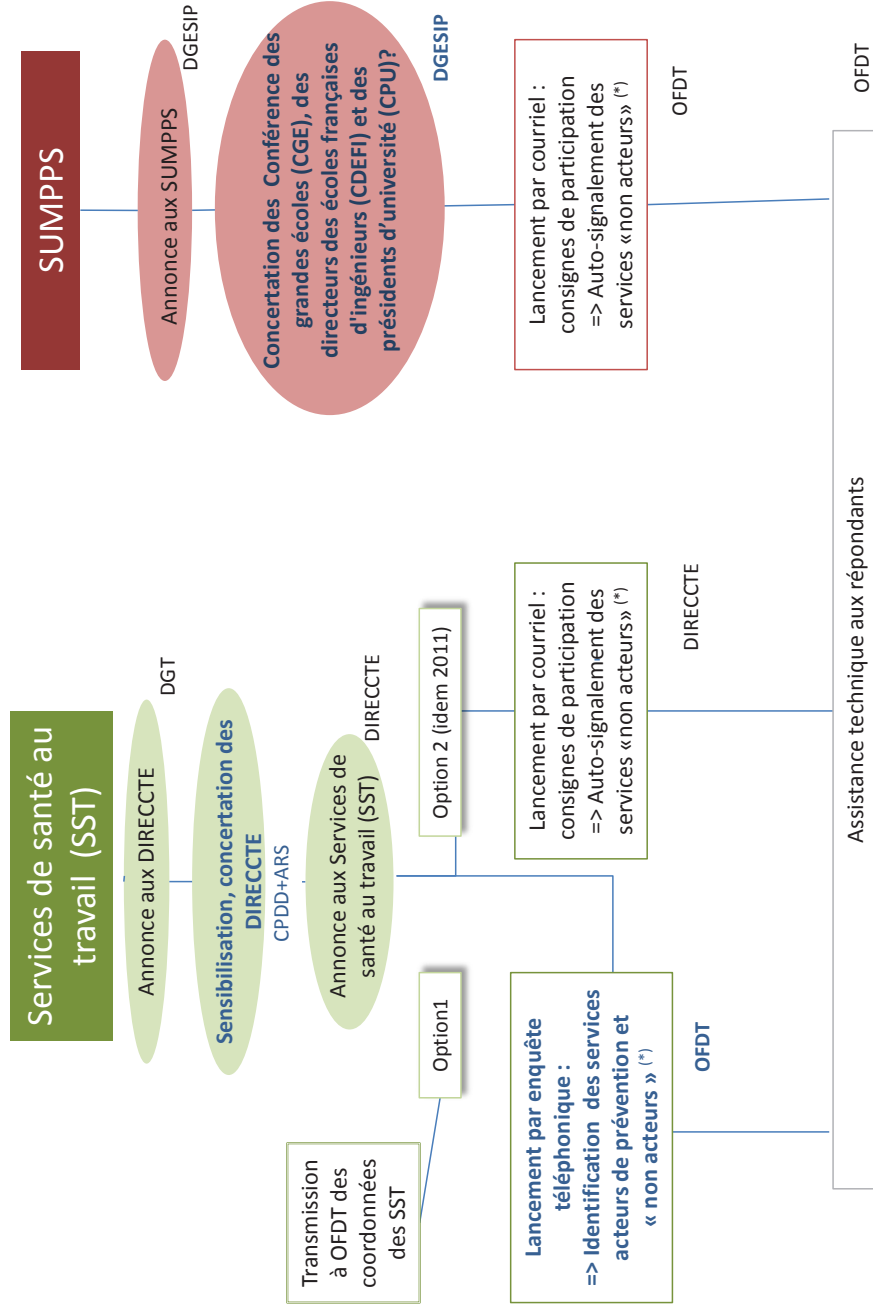 Services de santé au
travail (SST)
Annonce aux DIRECCTE
DGT
Sensibilisation, concertation des
DIRECCTE
CPDD+ARS
Annonce aux Services de
santé au travail (SST)
DIRECCTE
Transmission
à OFDT des
coordonnées
des SST
Option1
Option 2 (idem 2011)
Lancement par enquête
téléphonique :
=> Identification des services
acteurs de prévention et
« non acteurs » (*)
OFDT
Lancement par courriel :
consignes de participation
=> Auto-signalement des
services «non acteurs» (*)
DIRECCTE
SUMPPS
Annonce aux SUMPPS
DGESIP
Concertation des Conférence des
grandes écoles (CGE), des
directeurs des écoles françaises
d'ingénieurs (CDEFI) et des
présidents d'université (CPU)?
DGESIP
Lancement par courriel :
consignes de participation
=> Auto-signalement des
services «non acteurs» (*)
OFDT
Assistance technique aux répondants
OFDT